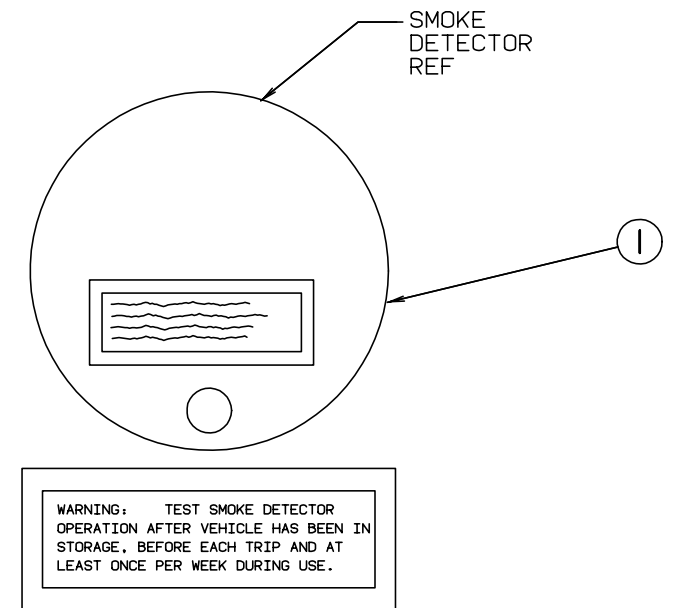 SMOKE
DETECTOR
REF
1
WARNING: TEST SMOKE DETECTOR
OPERATION AFTER VEHICLE HAS BEEN IN
STORAGE, BEFORE EACH TRIP AND AT
LEAST ONCE PER WEEK DURING USE.